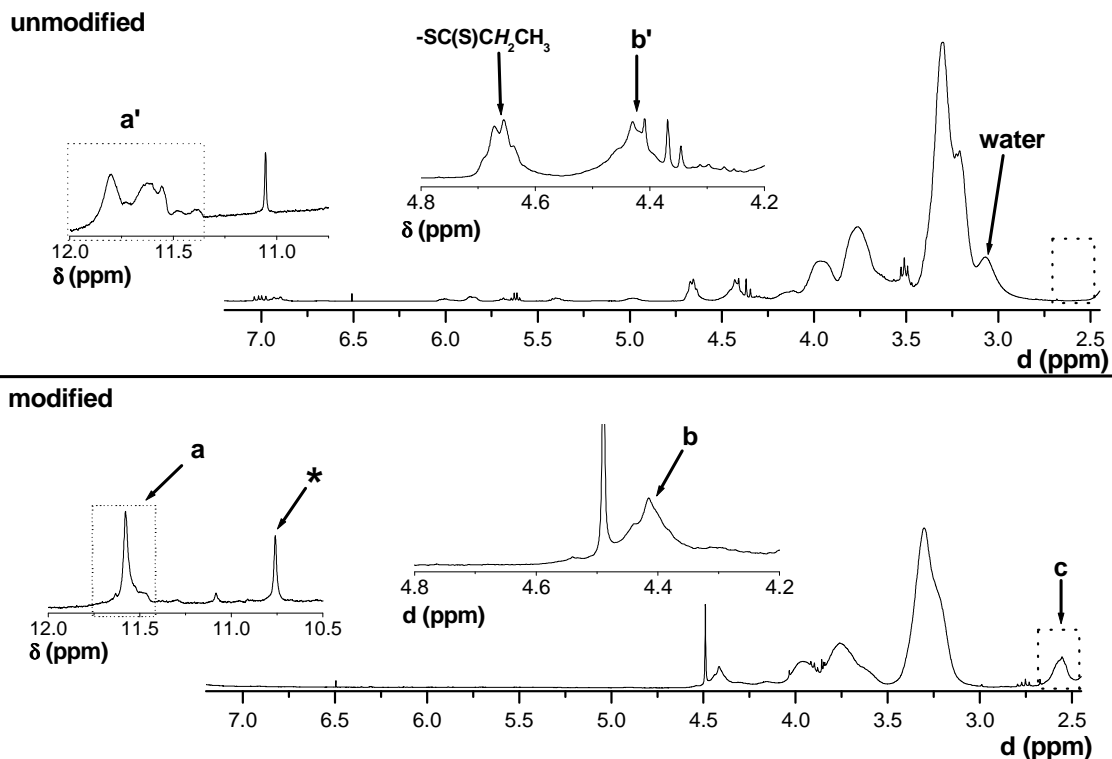 unmodified
-SC(S)CH₂CH₃
b'
a'
water
12.0 11.5 11.0
δ (ppm)
4.8 4.6 4.4 4.2
δ (ppm)
7.0 6.5 6.0 5.5 5.0 4.5 4.0 3.5 3.0 2.5
d (ppm)
modified
a
*
b
c
12.0 11.5 11.0 10.5
δ (ppm)
4.8 4.6 4.4 4.2
d (ppm)
7.0 6.5 6.0 5.5 5.0 4.5 4.0 3.5 3.0 2.5
d (ppm)